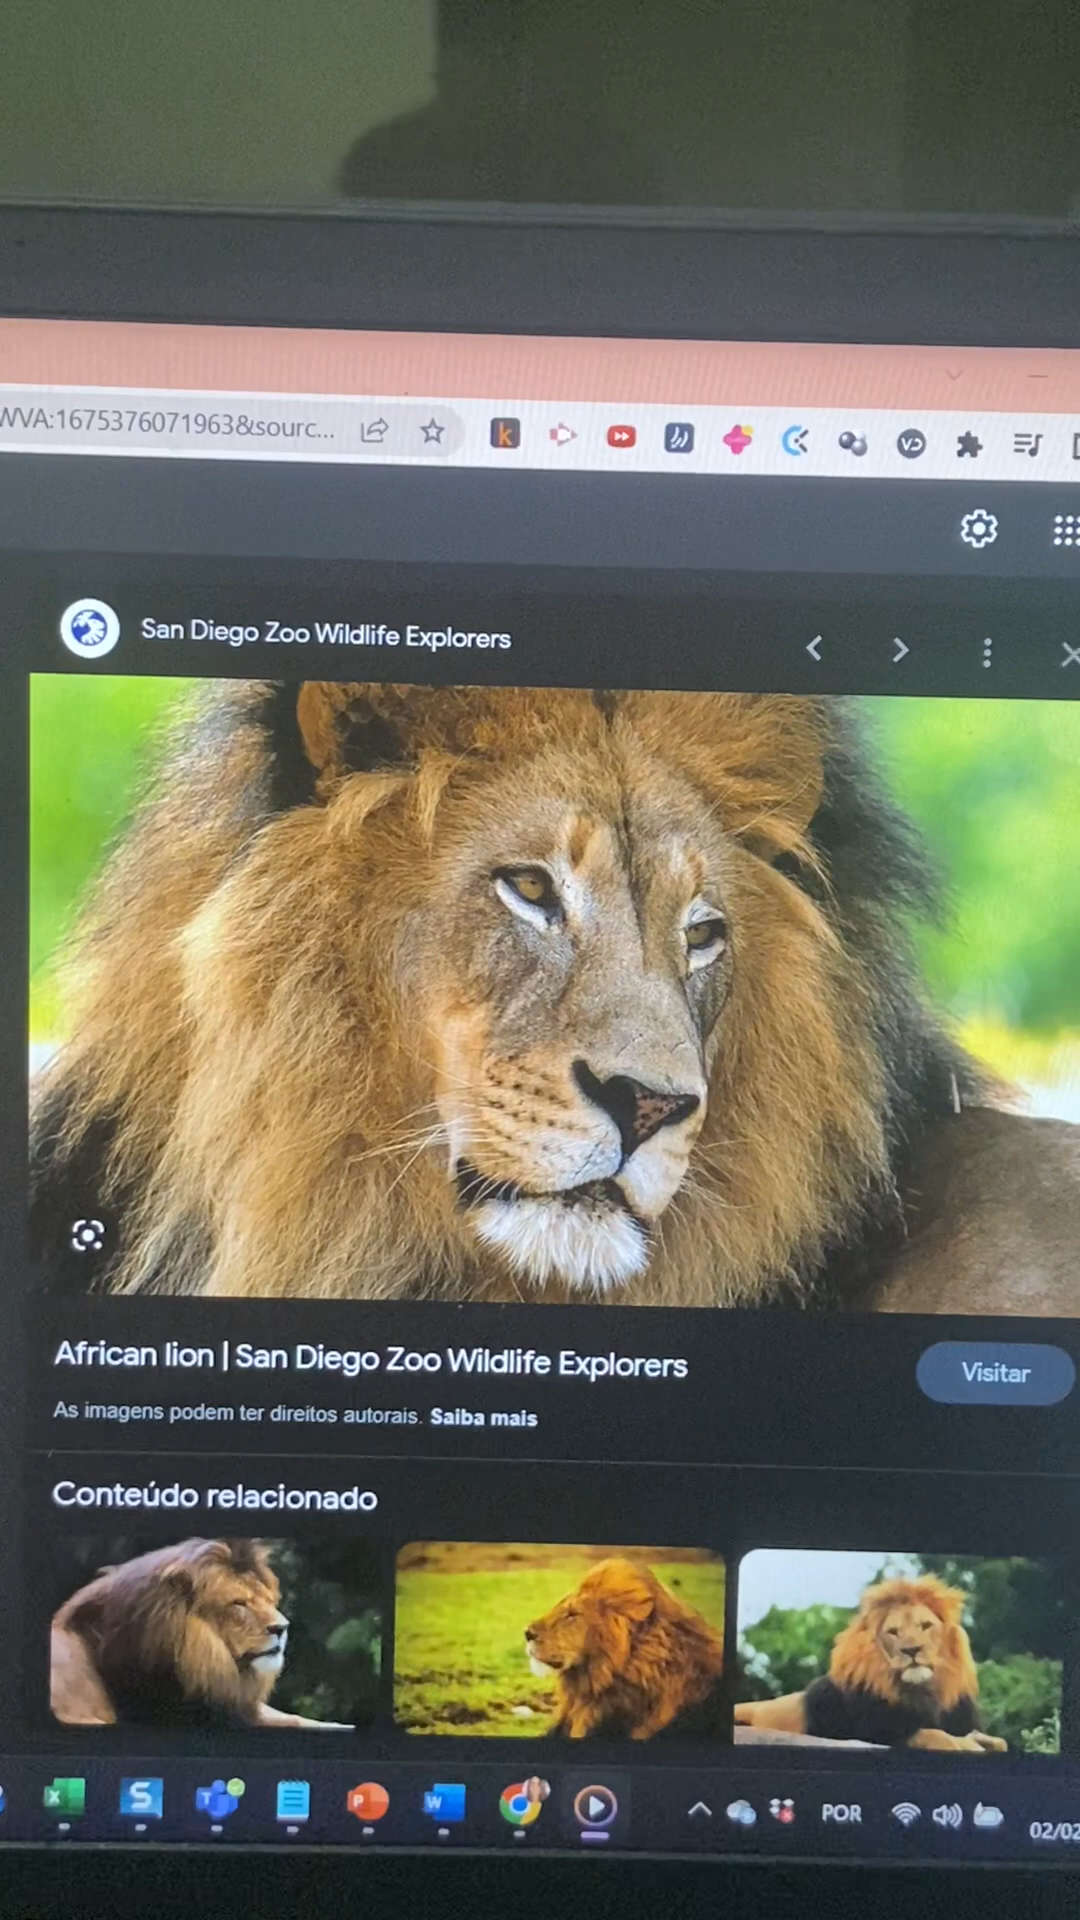 WVA:1675376071963&sourc...
San Diego Zoo Wildlife Explorers
African lion | San Diego Zoo Wildlife Explorers
Visitar
As imagens podem ter direitos autorais. Saiba mais
Conteúdo relacionado
POR
02/02